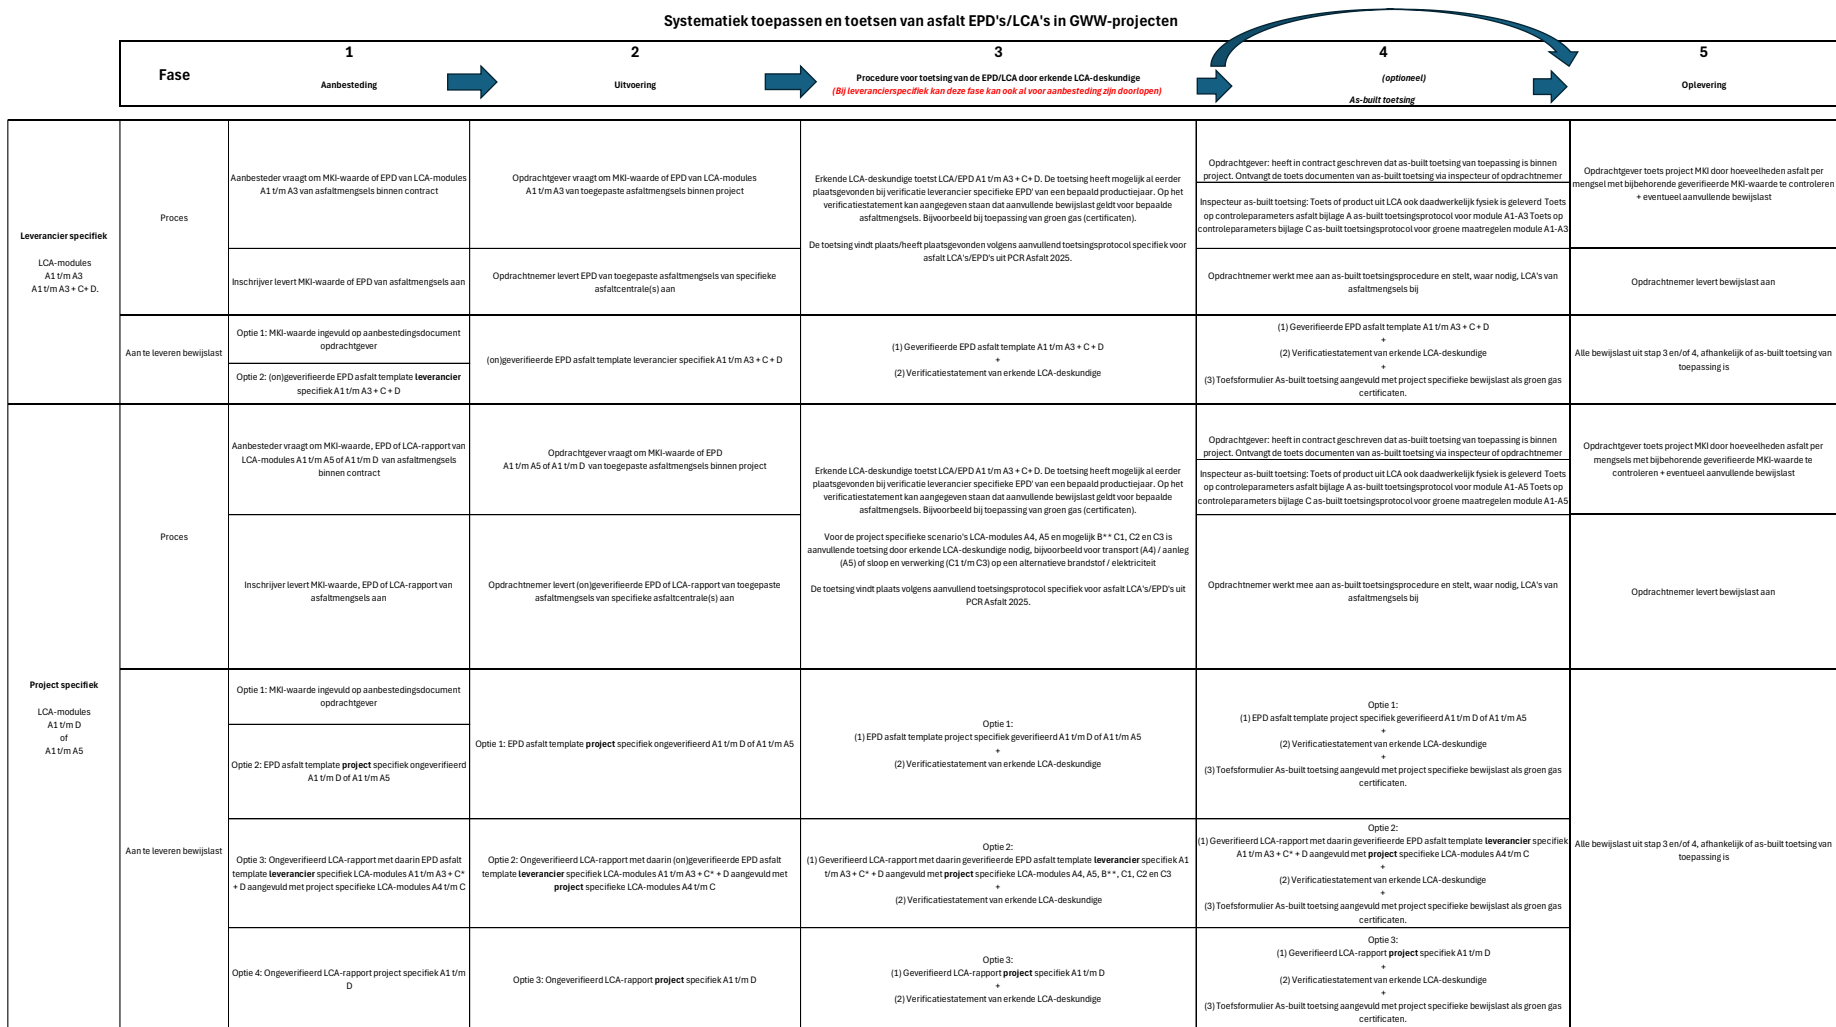 Systematiek toepassen en toetsen van asfalt EPD's/LCA's in GWW-projecten
Fase
1
Aanbesteding
2
Uitvoering
3
Procedure voor toetsing van de EPD/LCA door erkende LCA-deskundige
(Bij leverancierspecifiek kan deze fase kan ook al voor aanbesteding zijn doorlopen)
4
(optioneel)
As-built toetsing
5
Oplevering
Leverancier specifiek
LCA-modules
A1 t/m A3
A1 t/m A3 + C+ D.
Proces
Aanbesteder vraagt om MKI-waarde of EPD van LCA-modules
A1 t/m A3 van asfaltmengsels binnen contract
Opdrachtgever vraagt om MKI-waarde of EPD van LCA-modules
A1 t/m A3 van toegepaste asfaltmengsels binnen project
Erkende LCA-deskundige toetst LCA/EPD A1 t/m A3 + C+ D. De toetsing heeft mogelijk al eerder
plaatsgevonden bij verificatie leverancier specifieke EPD' van een bepaald productiejaar. Op het
verificatiestatement kan aangegeven staan dat aanvullende bewijslast geldt voor bepaalde
asfaltmengsels. Bijvoorbeeld bij toepassing van groen gas (certificaten).
De toetsing vindt plaats/heeft plaatsgevonden volgens aanvullend toetsingsprotocol specifiek voor
asfalt LCA's/EPD's uit PCR Asfalt 2025.
Opdrachtgever: heeft in contract geschreven dat as-built toetsing van toepassing is binnen
project. Ontvangt de toets documenten van as-built toetsing via inspecteur of opdrachtnemer
Inspecteur as-built toetsing: Toets of product uit LCA ook daadwerkelijk fysiek is geleverd Toets
op controleparameters asfalt bijlage A as-built toetsingsprotocol voor module A1-A3 Toets op
controleparameters bijlage C as-built toetsingsprotocol voor groene maatregelen module A1-A3
Opdrachtgever toets project MKI door hoeveelheden asfalt per
mengsel met bijbehorende geverifieerde MKI-waarde te controleren
+ eventueel aanvullende bewijslast
Inschrijver levert MKI-waarde of EPD van asfaltmengsels aan
Opdrachtnemer levert EPD van toegepaste asfaltmengsels van specifieke
asfaltcentrale(s) aan
Opdrachtnemer werkt mee aan as-built toetsingsprocedure en stelt, waar nodig, LCA's van
asfaltmengsels bij
Opdrachtnemer levert bewijslast aan
Aan te leveren bewijslast
Optie 1: MKI-waarde ingevuld op aanbestedingsdocument
opdrachtgever
Optie 2: (on)geverifieerde EPD asfalt template leverancier
specifiek A1 t/m A3 + C + D
(on)geverifieerde EPD asfalt template leverancier specifiek A1 t/m A3 + C + D
(1) Geverifieerde EPD asfalt template A1 t/m A3 + C + D
+
(2) Verificatiestatement van erkende LCA-deskundige
(1) Geverifieerde EPD asfalt template A1 t/m A3 + C + D
+
(2) Verificatiestatement van erkende LCA-deskundige
+
(3) Toefsformulier As-built toetsing aangevuld met project specifieke bewijslast als groen gas
certificaten.
Alle bewijslast uit stap 3 en/of 4, afhankelijk of as-built toetsing van
toepassing is
Project specifiek
LCA-modules
A1 t/m D
of
A1 t/m A5
Proces
Aanbesteder vraagt om MKI-waarde, EPD of LCA-rapport van
LCA-modules A1 t/m A5 of A1 t/m D van asfaltmengsels
binnen contract
Opdrachtgever vraagt om MKI-waarde of EPD
A1 t/m A5 of A1 t/m D van toegepaste asfaltmengsels binnen project
Erkende LCA-deskundige toetst LCA/EPD A1 t/m A3 + C+ D. De toetsing heeft mogelijk al eerder
plaatsgevonden bij verificatie leverancier specifieke EPD' van een bepaald productiejaar. Op het
verificatiestatement kan aangegeven staan dat aanvullende bewijslast geldt voor bepaalde
asfaltmengsels. Bijvoorbeeld bij toepassing van groen gas (certificaten).
Voor de project specifieke scenario's LCA-modules A4, A5 en mogelijk B** C1, C2 en C3 is
aanvullende toetsing door erkende LCA-deskundige nodig, bijvoorbeeld voor transport (A4) / aanleg
(A5) of sloop en verwerking (C1 t/m C3) op een alternatieve brandstof / elektriciteit
De toetsing vindt plaats volgens aanvullend toetsingsprotocol specifiek voor asfalt LCA's/EPD's uit
PCR Asfalt 2025.
Opdrachtgever: heeft in contract geschreven dat as-built toetsing van toepassing is binnen
project. Ontvangt de toets documenten van as-built toetsing via inspecteur of opdrachtnemer
Inspecteur as-built toetsing: Toets of product uit LCA ook daadwerkelijk fysiek is geleverd Toets
op controleparameters asfalt bijlage A as-built toetsingsprotocol voor module A1-A5 Toets op
controleparameters bijlage C as-built toetsingsprotocol voor groene maatregelen module A1-A5
Opdrachtgever toets project MKI door hoeveelheden asfalt per
mengsels met bijbehorende geverifieerde MKI-waarde te
controleren + eventueel aanvullende bewijslast
Inschrijver levert MKI-waarde, EPD of LCA-rapport van
asfaltmengsels aan
Opdrachtnemer levert (on)geverifieerde EPD of LCA-rapport van toegepaste
asfaltmengsels van specifieke asfaltcentrale(s) aan
Opdrachtnemer werkt mee aan as-built toetsingsprocedure en stelt, waar nodig, LCA's van
asfaltmengsels bij
Opdrachtnemer levert bewijslast aan
Aan te leveren bewijslast
Optie 1: MKI-waarde ingevuld op aanbestedingsdocument
opdrachtgever
Optie 2: EPD asfalt template project specifiek ongeverifieerd
A1 t/m D of A1 t/m A5
Optie 1: EPD asfalt template project specifiek ongeverifieerd A1 t/m D of A1 t/m A5
Optie 1:
(1) EPD asfalt template project specifiek geverifieerd A1 t/m D of A1 t/m A5
+
(2) Verificatiestatement van erkende LCA-deskundige
Optie 1:
(1) EPD asfalt template project specifiek geverifieerd A1 t/m D of A1 t/m A5
+
(2) Verificatiestatement van erkende LCA-deskundige
+
(3) Toefsformulier As-built toetsing aangevuld met project specifieke bewijslast als groen gas
certificaten.
Alle bewijslast uit stap 3 en/of 4, afhankelijk of as-built toetsing van
toepassing is
Optie 3: Ongeverifieerd LCA-rapport met daarin EPD asfalt
template leverancier specifiek LCA-modules A1 t/m A3 + C*
+ D aangevuld met project specifieke LCA-modules A4 t/m C
Optie 2: Ongeverifieerd LCA-rapport met daarin (on)geverifieerde EPD asfalt
template leverancier specifiek LCA-modules A1 t/m A3 + C* + D aangevuld met
project specifieke LCA-modules A4 t/m C
Optie 2:
(1) Geverifieerd LCA-rapport met daarin geverifieerde EPD asfalt template leverancier specifiek A1
t/m A3 + C* + D aangevuld met project specifieke LCA-modules A4, A5, B**, C1, C2 en C3
+
(2) Verificatiestatement van erkende LCA-deskundige
Optie 2:
(1) Geverifieerd LCA-rapport met daarin geverifieerde EPD asfalt template leverancier specifiek
A1 t/m A3 + C* + D aangevuld met project specifieke LCA-modules A4 t/m C
+
(2) Verificatiestatement van erkende LCA-deskundige
+
(3) Toefsformulier As-built toetsing aangevuld met project specifieke bewijslast als groen gas
certificaten.
Optie 4: Ongeverifieerd LCA-rapport project specifiek A1 t/m
D
Optie 3: Ongeverifieerd LCA-rapport project specifiek A1 t/m D
Optie 3:
(1) Geverifieerd LCA-rapport project specifiek A1 t/m D
+
(2) Verificatiestatement van erkende LCA-deskundige
Optie 3:
(1) Geverifieerd LCA-rapport project specifiek A1 t/m D
+
(2) Verificatiestatement van erkende LCA-deskundige
+
(3) Toefsformulier As-built toetsing aangevuld met project specifieke bewijslast als groen gas
certificaten.